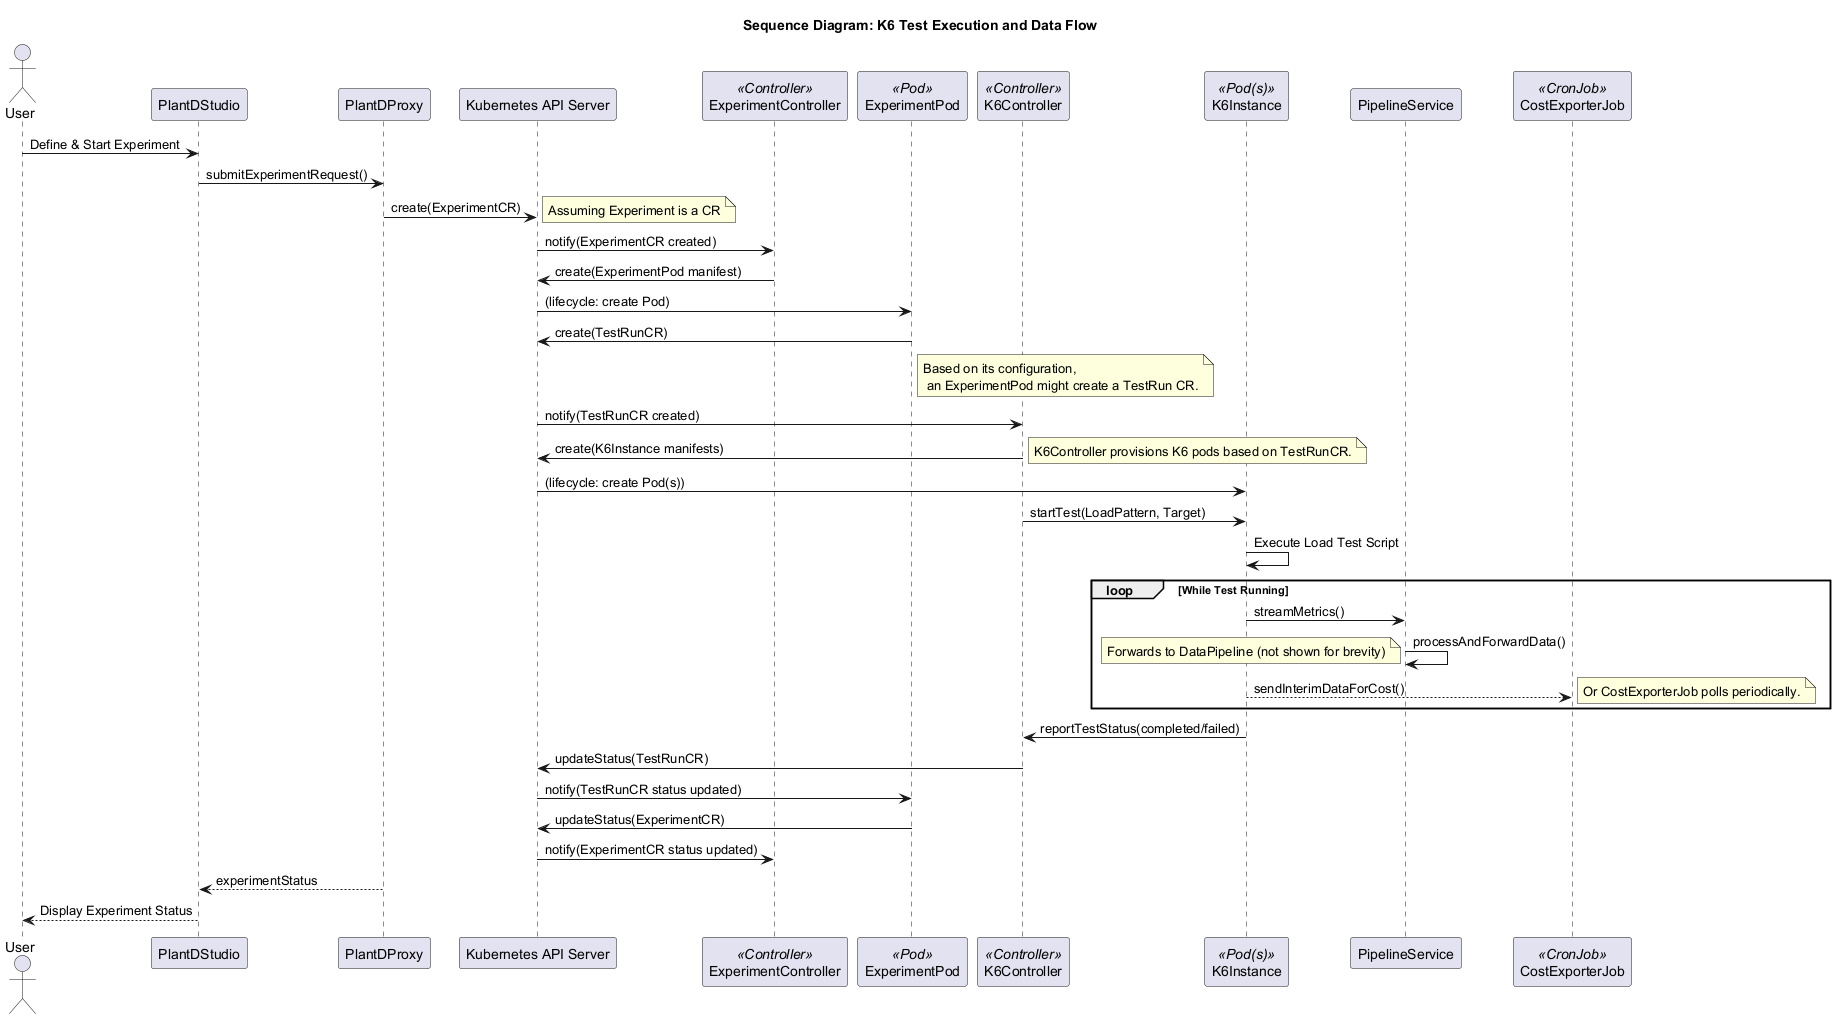 Sequence Diagram: K6 Test Execution and Data Flow
User
PlantDStudio
PlantDProxy
Kubernetes API Server
«Controller»
ExperimentController
«Pod»
ExperimentPod
«Controller»
K6Controller
«Pod(s)»
K6Instance
PipelineService
«CronJob»
CostExporterJob
Define & Start Experiment
submitExperimentRequest()
create(ExperimentCR)
Assuming Experiment is a CR
notify(ExperimentCR created)
create(ExperimentPod manifest)
(lifecycle: create Pod)
create(TestRunCR)
Based on its configuration,
an ExperimentPod might create a TestRun CR.
notify(TestRunCR created)
create(K6Instance manifests)
K6Controller provisions K6 pods based on TestRunCR.
(lifecycle: create Pod(s))
startTest(LoadPattern, Target)
Execute Load Test Script
loop
[While Test Running]
streamMetrics()
processAndForwardData()
Forwards to DataPipeline (not shown for brevity)
sendInterimDataForCost()
Or CostExporterJob polls periodically.
reportTestStatus(completed/failed)
updateStatus(TestRunCR)
notify(TestRunCR status updated)
updateStatus(ExperimentCR)
notify(ExperimentCR status updated)
experimentStatus
Display Experiment Status
User
PlantDStudio
PlantDProxy
Kubernetes API Server
«Controller»
ExperimentController
«Pod»
ExperimentPod
«Controller»
K6Controller
«Pod(s)»
K6Instance
PipelineService
«CronJob»
CostExporterJob